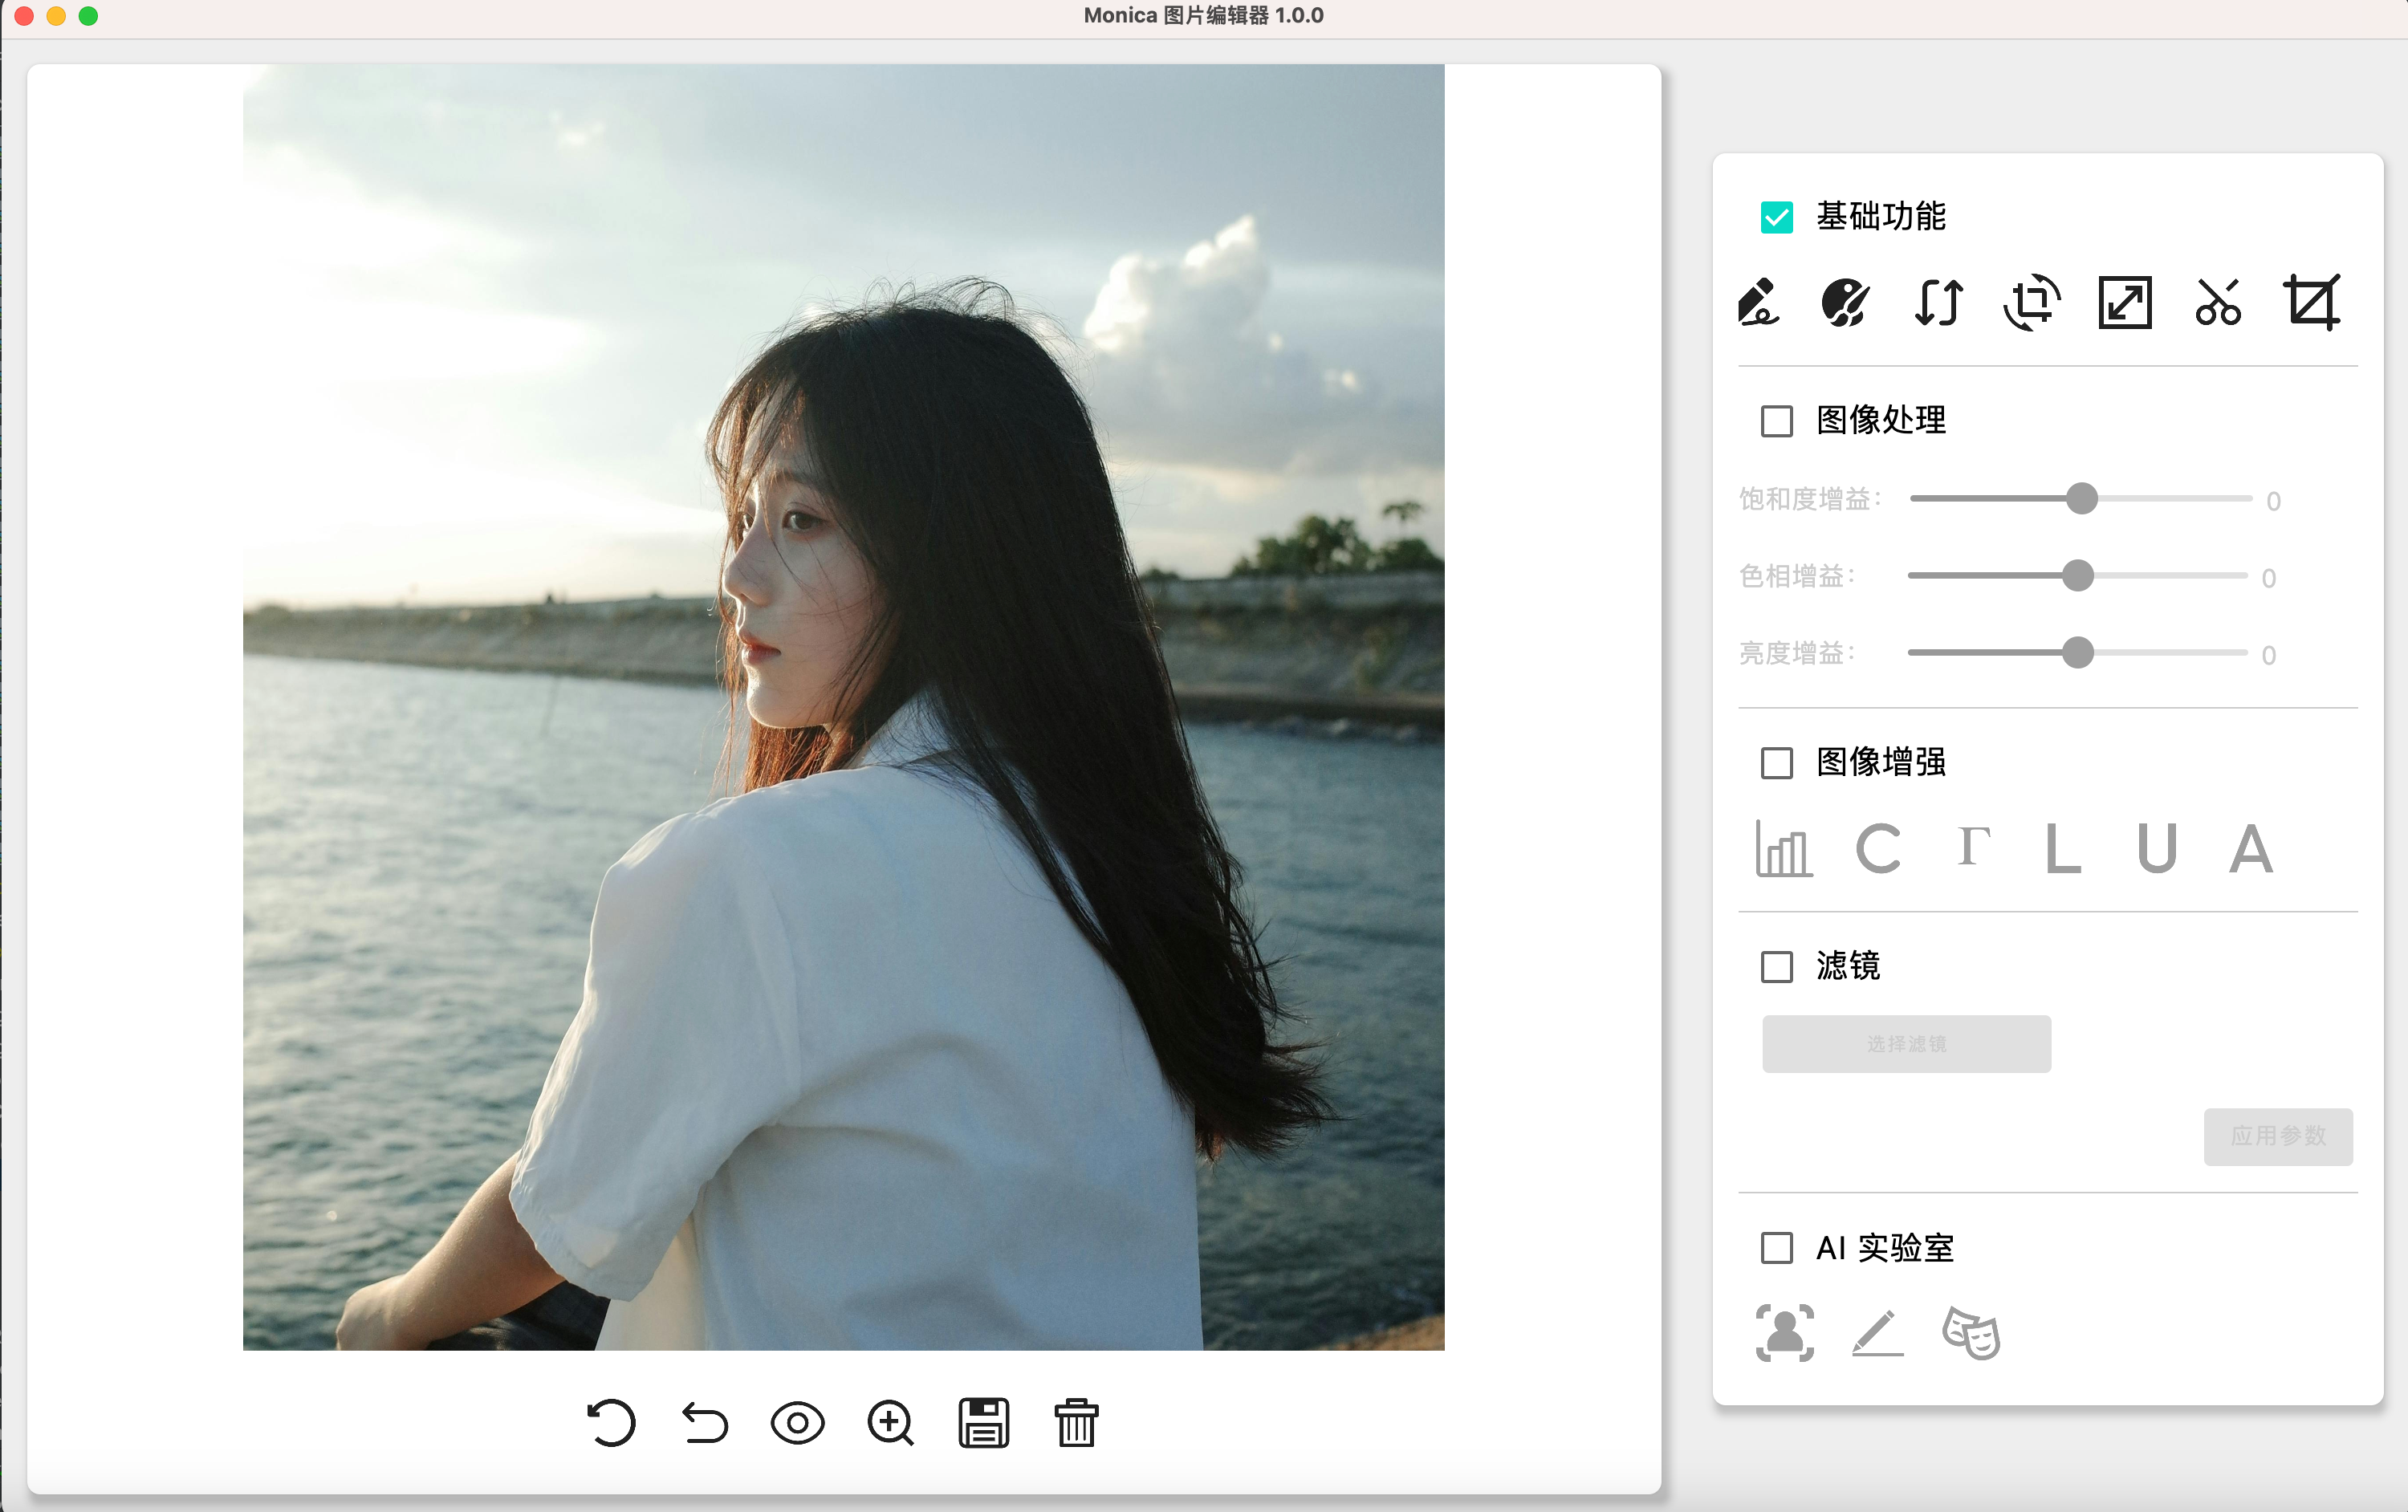 Monica 图片编辑器 1.0.0
基础功能
图像处理
饱和度增益： 0
色相增益： 0
亮度增益： 0
图像增强
C Γ L U A
滤镜
选择滤镜
应用参数
AI 实验室